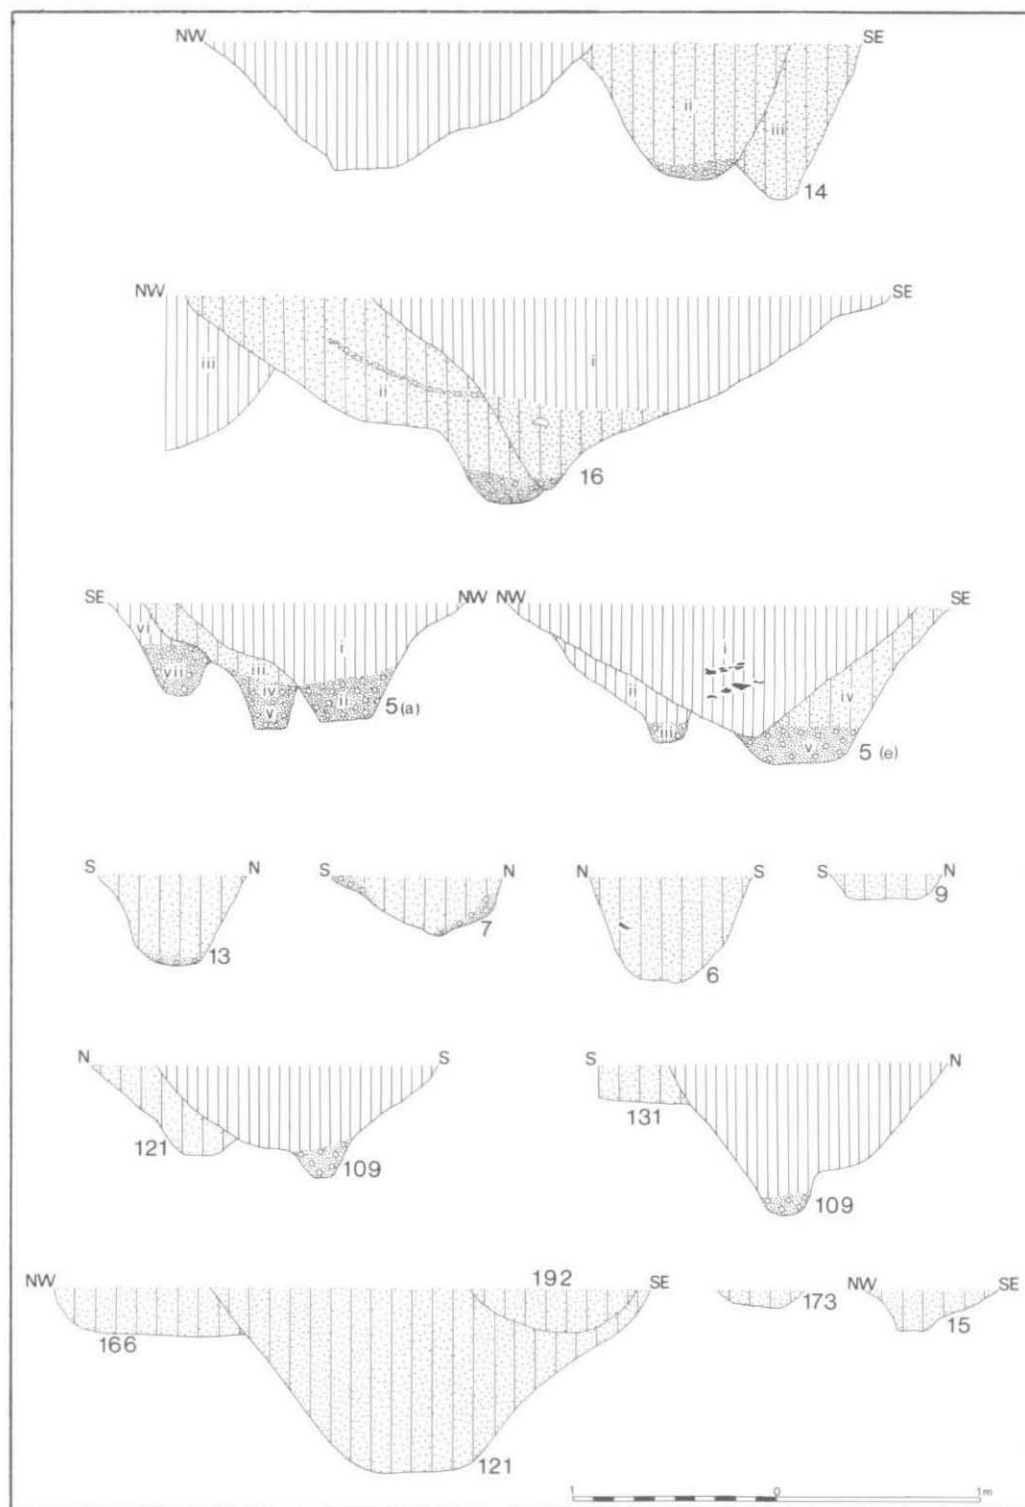 NW SE
ii
iii
14
NW SE
iii
i
ii
16
SE NW NW SE
vi
i
i
vii
iii
iv
ii
v
5(a)
ii
iii
iv
v
5 (e)
S N S N N S S N
13
7
6
9
N S S N
121
109
131
109
NW 192 SE NW SE
166
173
15
121
1 0 1m